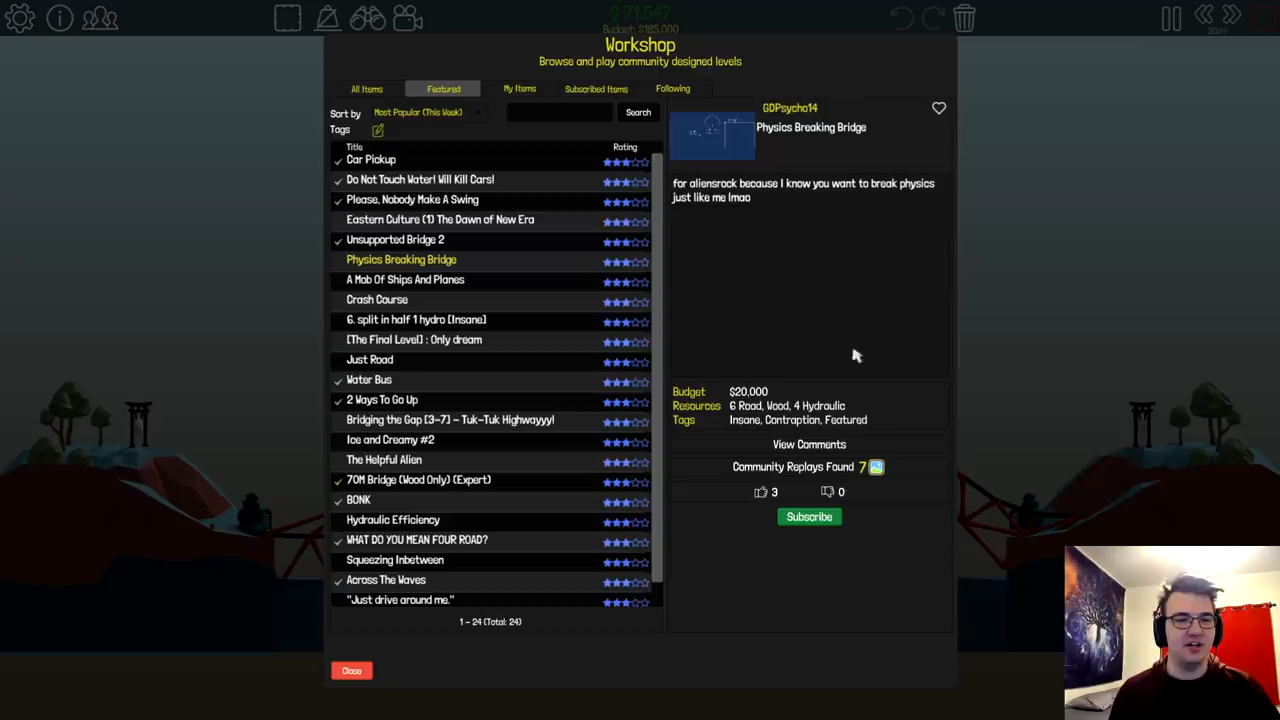 $ 71,547
Budget: $185,000
Workshop
Browse and play community designed levels
All Items
Featured
My Items
Subscribed Items
Following
Sort by
Most Popular (This Week)
Search
Tags
Title
Rating
Car Pickup
Do Not Touch Water! Will Kill Cars!
Please, Nobody Make A Swing
Eastern Culture (1) The Dawn of New Era
Unsupported Bridge 2
Physics Breaking Bridge
A Mob Of Ships And Planes
Crash Course
6. split in half 1 hydro [Insane]
[The Final Level] : Only dream
Just Road
Water Bus
2 Ways To Go Up
Bridging the Gap [3-7] - Tuk-Tuk Highwayyy!
Ice and Creamy #2
The Helpful Alien
70M Bridge (Wood Only) (Expert)
BONK
Hydraulic Efficiency
WHAT DO YOU MEAN FOUR ROAD?
Squeezing Inbetween
Across The Waves
"Just drive around me."
1 - 24 (Total: 24)
Close
GDPsycho14
Physics Breaking Bridge
for aliensrock because I know you want to break physics
just like me lmao
Budget $20,000
Resources 6 Road, Wood, 4 Hydraulic
Tags Insane, Contraption, Featured
View Comments
Community Replays Found 7
3 0
Subscribe